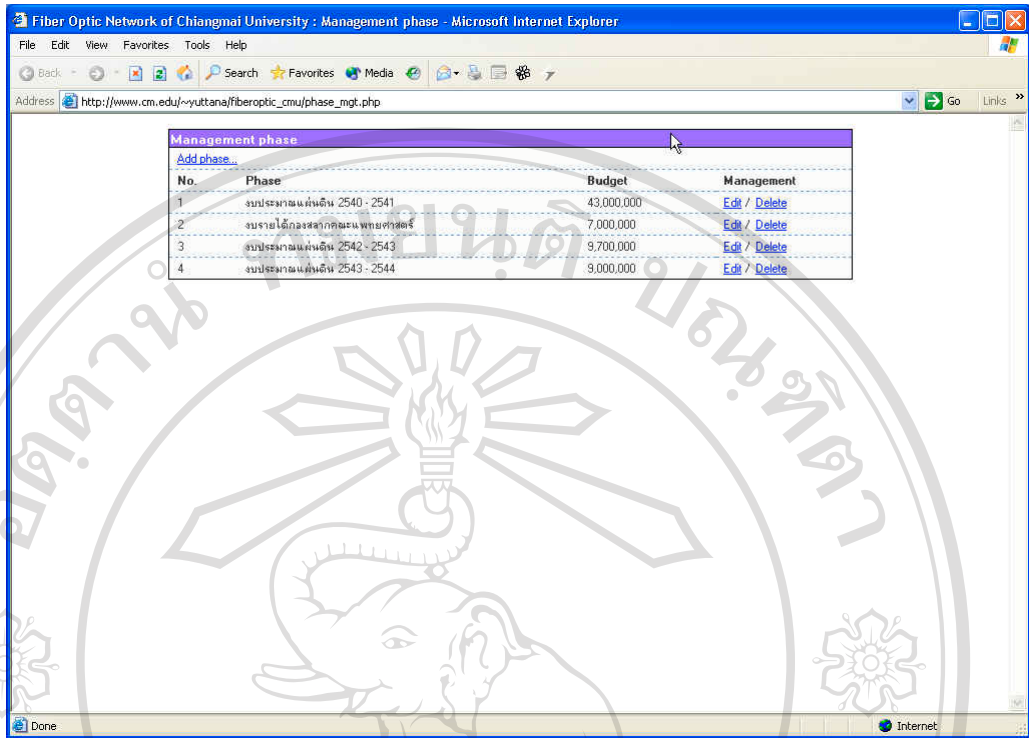 Fiber Optic Network of Chiangmai University : Management phase - Microsoft Internet Explorer
File Edit View Favorites Tools Help
Back Search Favorites Media
Address http://www.cm.edu/~yuttana/fiberoptic_cmu/phase_mgt.php Go Links »
Management phase
Add phase...
No. Phase Budget Management
1 งบประมาณแผ่นดิน 2540 - 2541 43,000,000 Edit / Delete
2 งบรายได้กองสลากคณะแพทยศาสตร์ 7,000,000 Edit / Delete
3 งบประมาณแผ่นดิน 2542 - 2543 9,700,000 Edit / Delete
4 งบประมาณแผ่นดิน 2543 - 2544 9,000,000 Edit / Delete
Done Internet